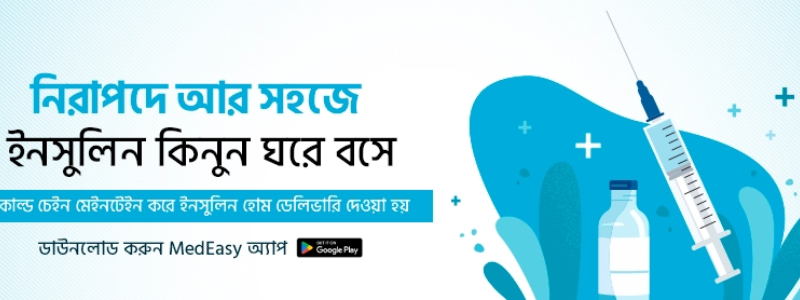 নিরাপদে আর সহজে
ইনসুলিন কিনুন ঘরে বসে
কোল্ড চেইন মেইনটেইন করে ইনসুলিন হোম ডেলিভারি দেওয়া হয়
ডাউনলোড করুন MedEasy অ্যাপ
GET IT ON
Google Play